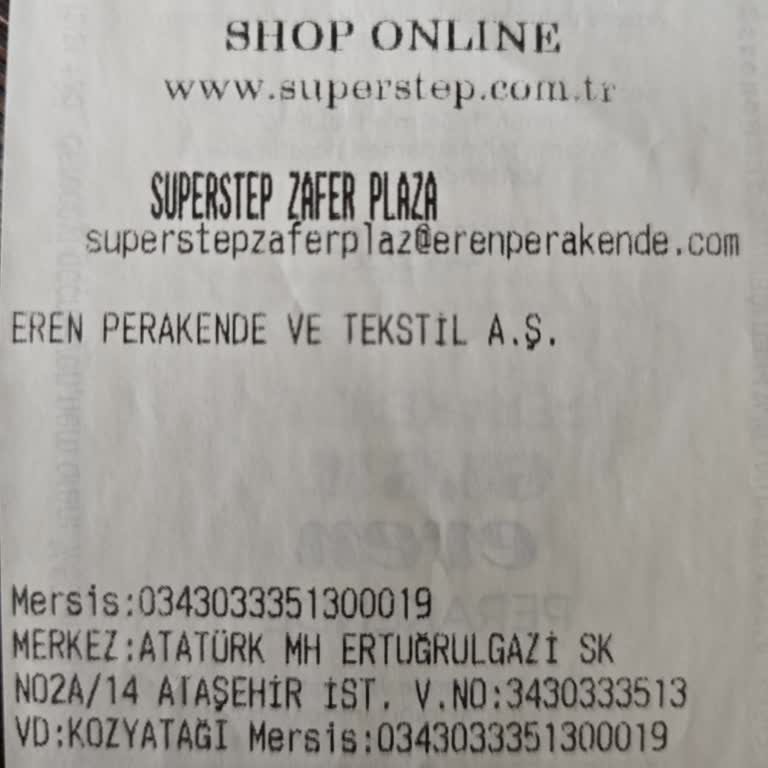 SHOP ONLINE
www.superstep.com.tr
SUPERSTEP ZAFER PLAZA
superstepzaferplaz@erenperakende.com
EREN PERAKENDE VE TEKSTİL A.Ş.
Mersis:0343033351300019
MERKEZ:ATATÜRK MH ERTUĞRULGAZİ SK
NO2A/14 ATAŞEHİR İST. V.NO:3430333513
VD:KOZYATAĞI Mersis:0343033351300019